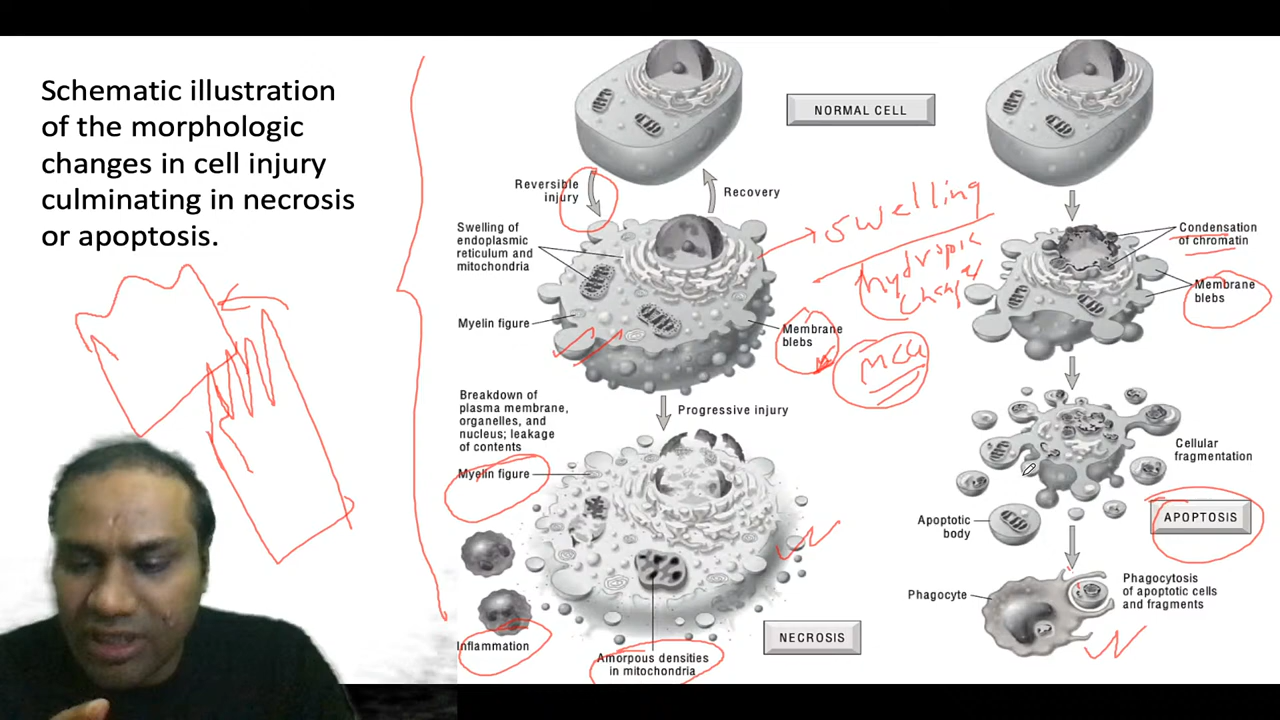 Schematic illustration
of the morphologic
changes in cell injury
culminating in necrosis
or apoptosis.
NORMAL CELL
Reversible
injury
Recovery
Swelling of
endoplasmic
reticulum and
mitochondria
swelling
hydropic
change
Myelin figure
Membrane
blebs
MCQ
Condensation
of chromatin
Membrane
blebs
Breakdown of
plasma membrane,
organelles, and
nucleus; leakage
of contents
Progressive injury
Myelin figure
Cellular
fragmentation
APOPTOSIS
Apoptotic
body
Phagocyte
Phagocytosis
of apoptotic cells
and fragments
Inflammation
Amorpous densities
in mitochondria
NECROSIS